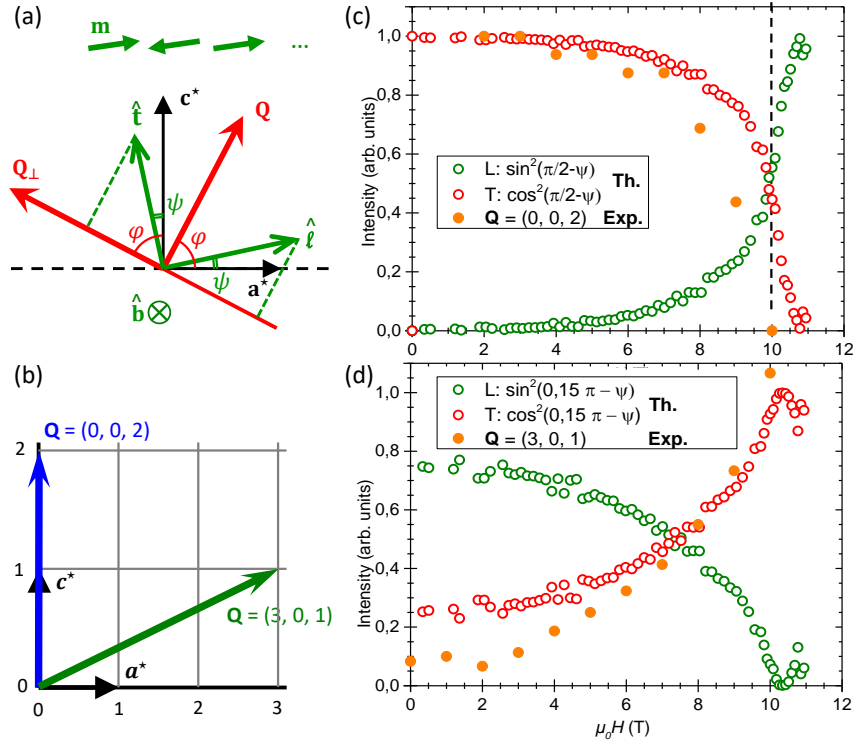 (a)
m
...
c*
t̂
Q
Q⊥
ψ
φ
φ
ℓ̂
ψ
a*
b̂
(b)
Q = (0, 0, 2)
2
1
c*
Q = (3, 0, 1)
a*
0
0 1 2 3
(c)
Intensity (arb. units)
1,0
0,8
0,6
0,4
0,2
0,0
L: sin²(π/2-ψ)
T: cos²(π/2-ψ)
Th.
Q = (0, 0, 2) Exp.
0 2 4 6 8 10 12
(d)
Intensity (arb. units)
1,0
0,8
0,6
0,4
0,2
0,0
L: sin²(0,15 π − ψ)
T: cos²(0,15 π − ψ)
Th.
Q = (3, 0, 1) Exp.
0 2 4 6 8 10 12
μ₀H (T)